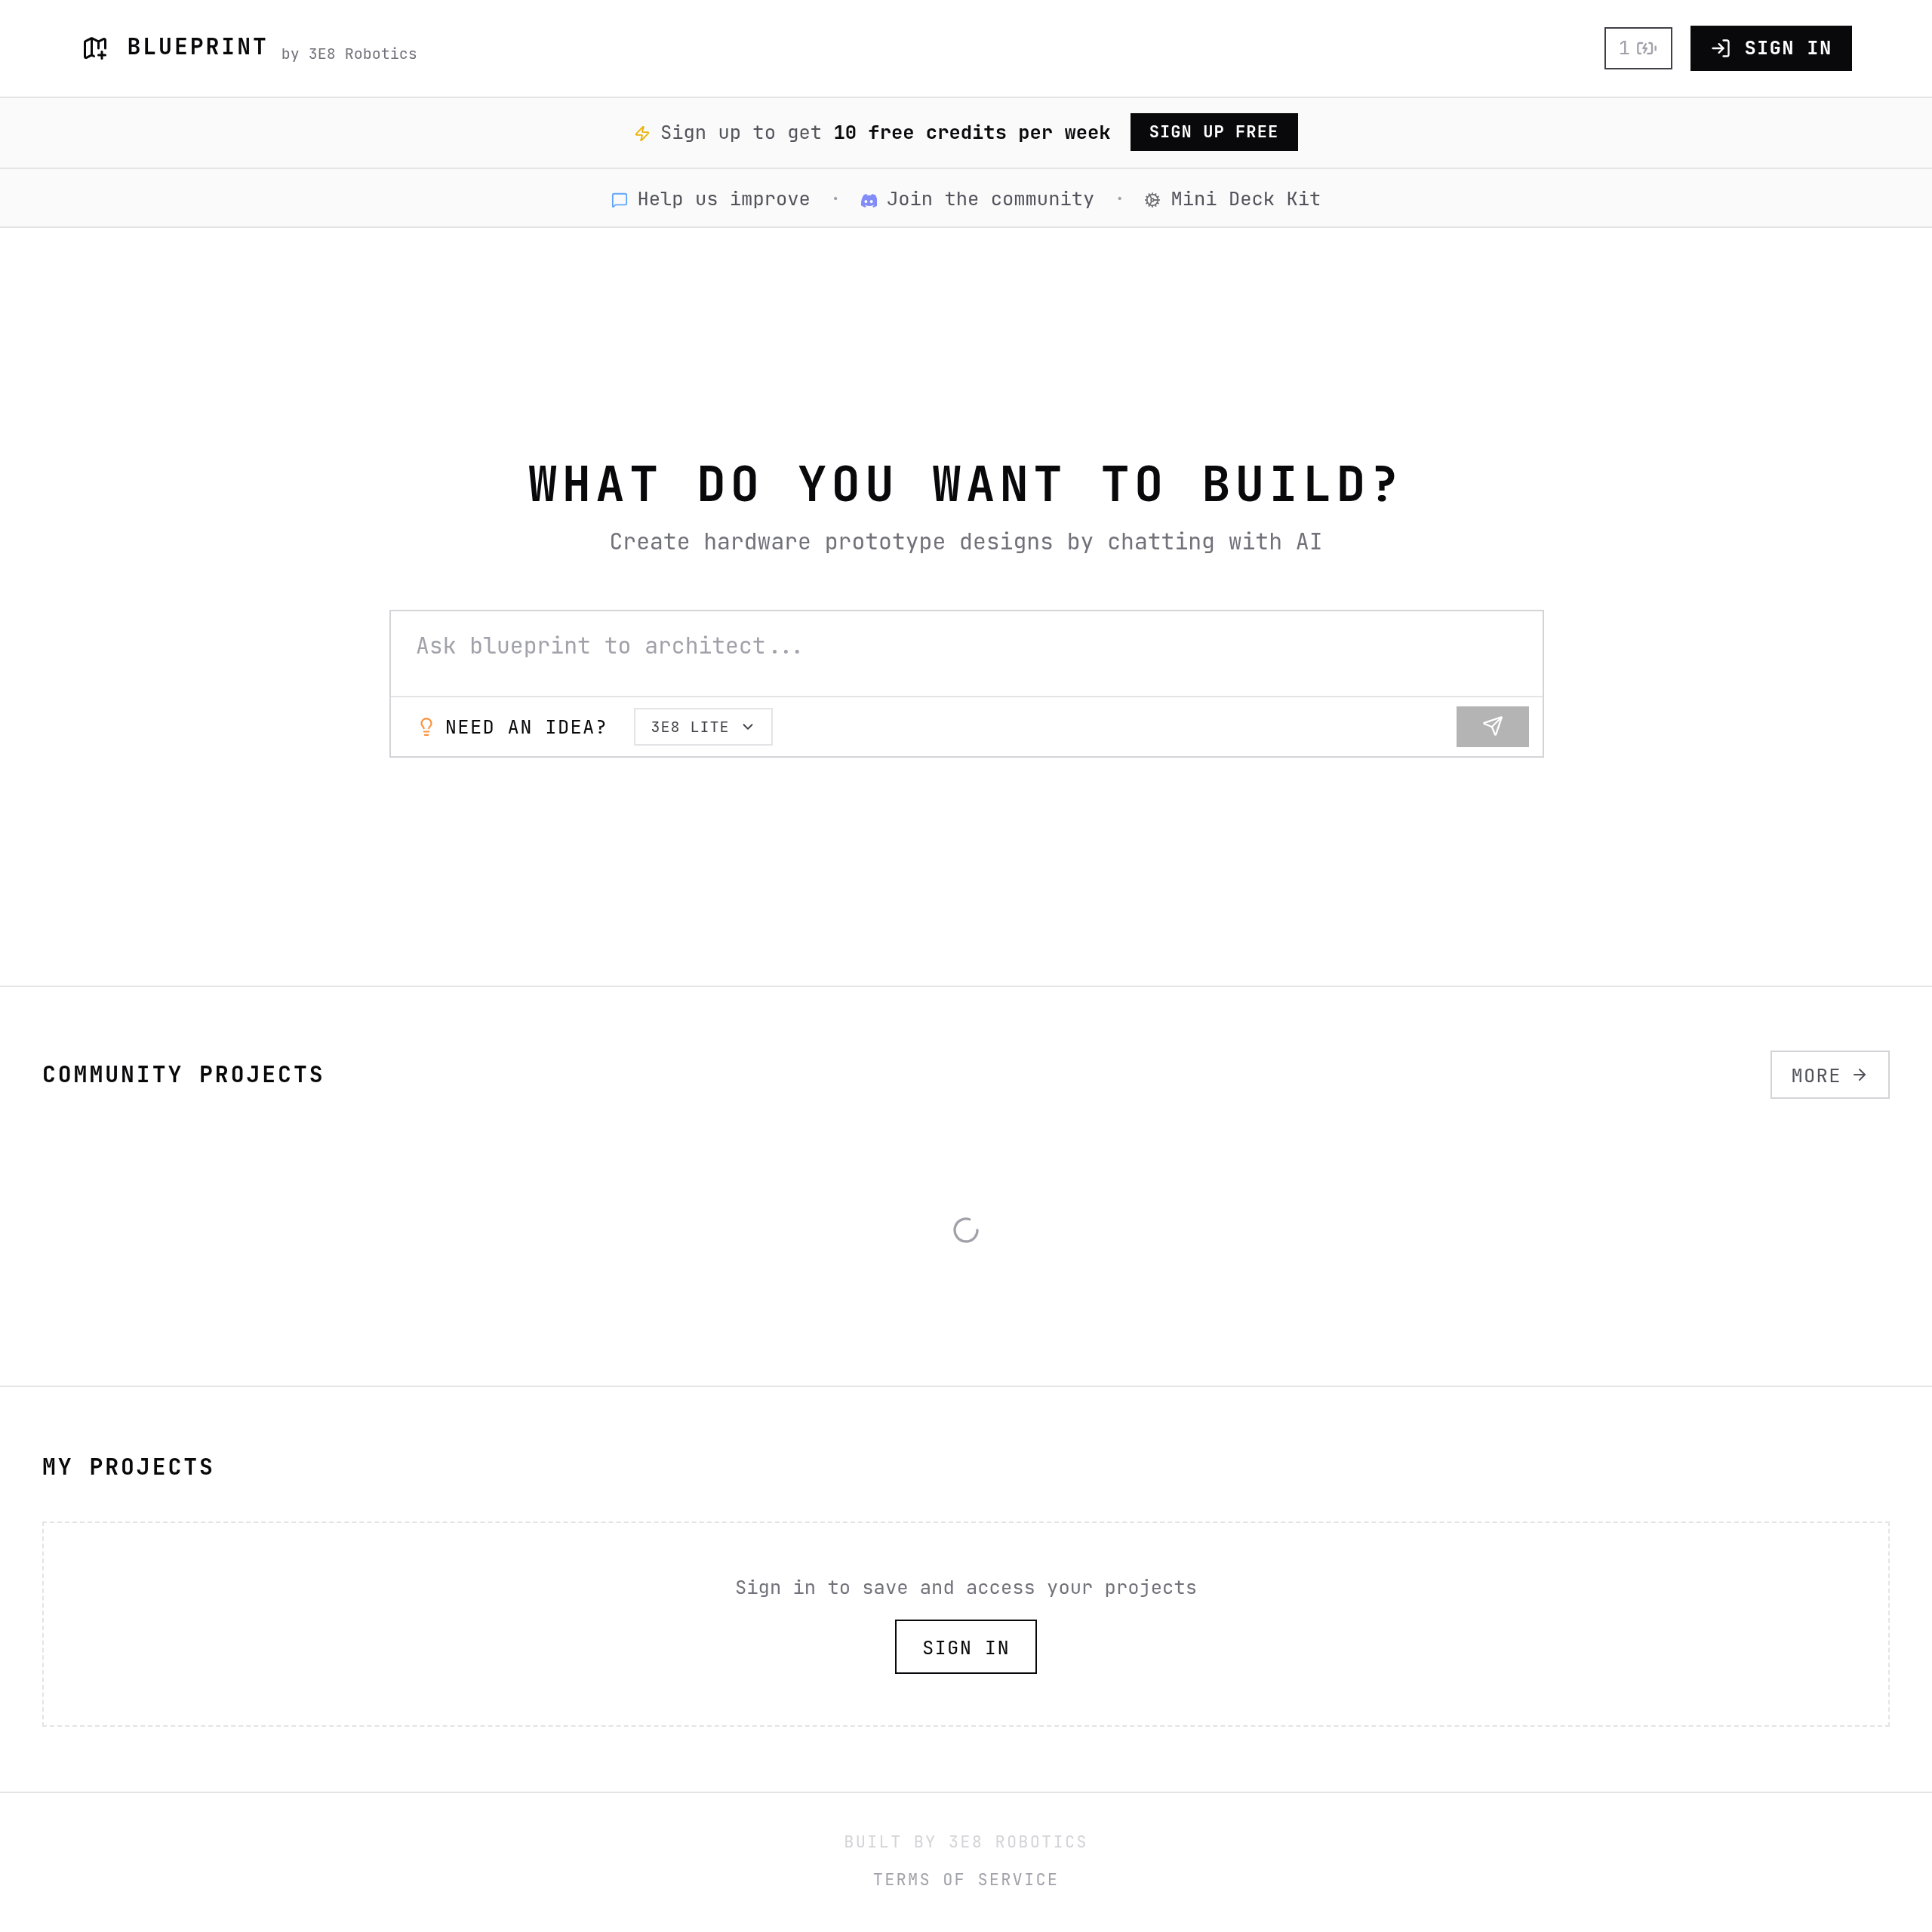 BLUEPRINT by 3E8 Robotics
1
SIGN IN
Sign up to get 10 free credits per week
SIGN UP FREE
Help us improve · Join the community · Mini Deck Kit
WHAT DO YOU WANT TO BUILD?
Create hardware prototype designs by chatting with AI
Ask blueprint to architect...
NEED AN IDEA?
3E8 LITE
COMMUNITY PROJECTS
MORE
MY PROJECTS
Sign in to save and access your projects
SIGN IN
BUILT BY 3E8 ROBOTICS
TERMS OF SERVICE